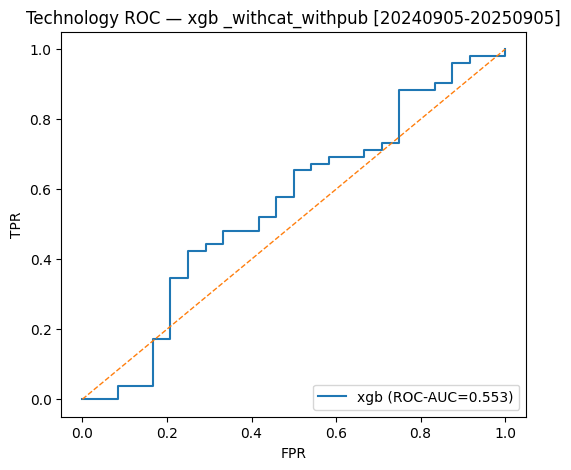 Technology ROC — xgb _withcat_withpub [20240905-20250905]
1.0
0.8
0.6
0.4
0.2
0.0
TPR
0.0 0.2 0.4 0.6 0.8 1.0
FPR
xgb (ROC-AUC=0.553)